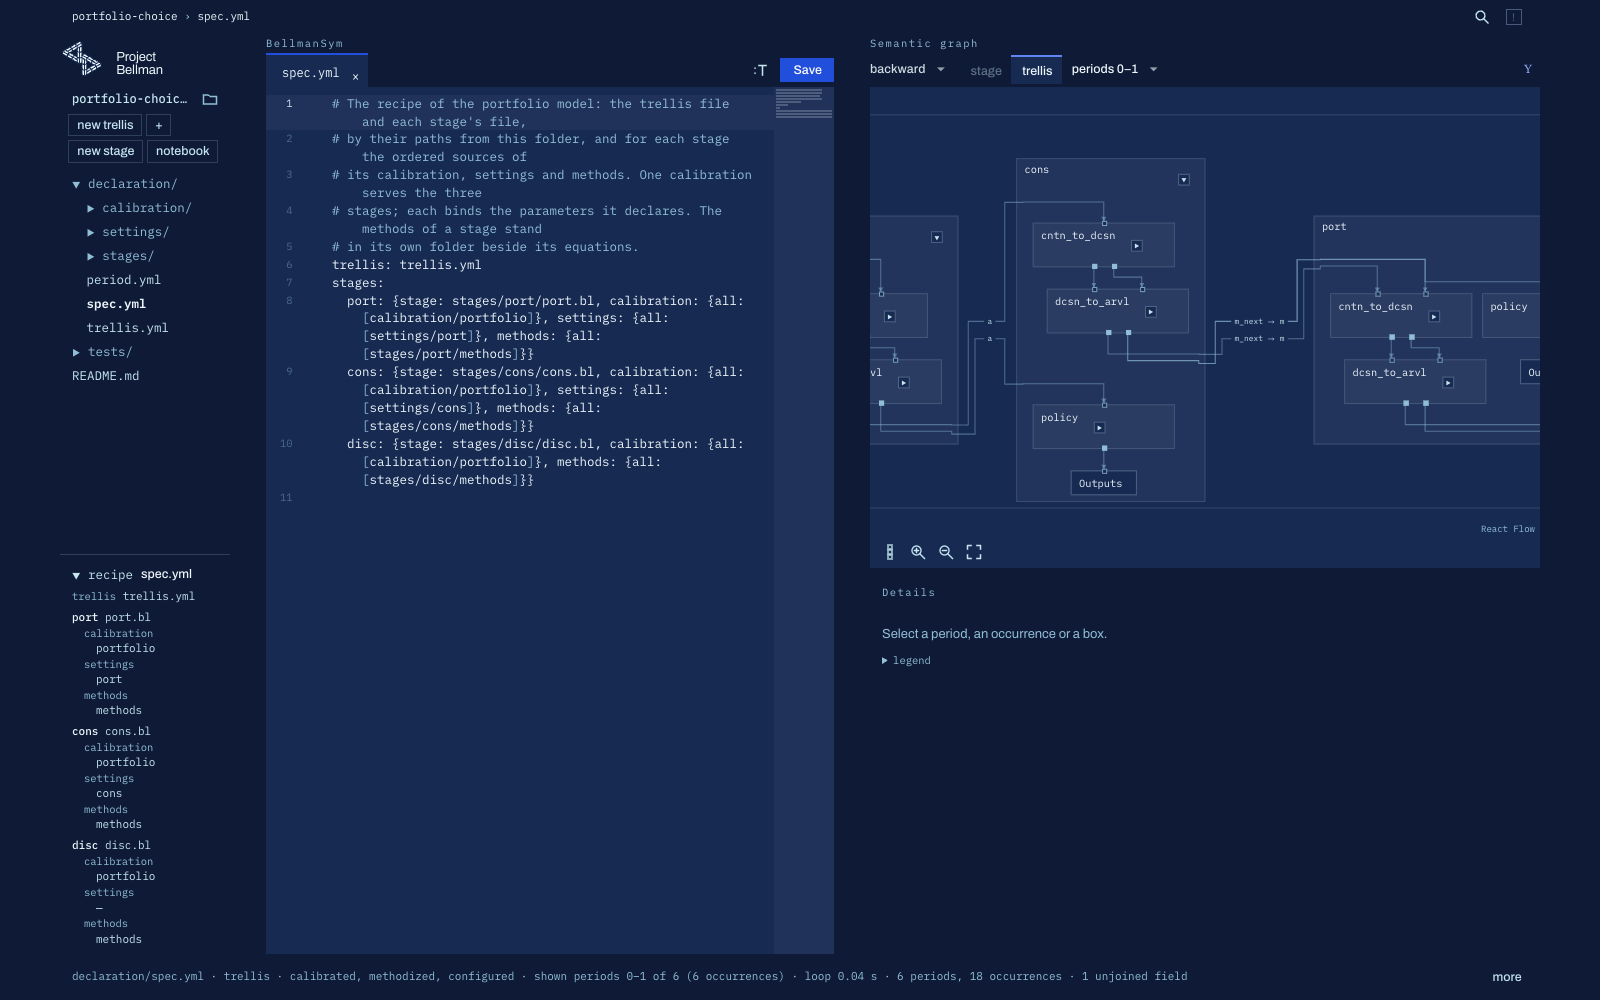 portfolio-choice › spec.yml
Project
Bellman
portfolio-choic…
new trellis
+
new stage
notebook
declaration/
calibration/
settings/
stages/
period.yml
spec.yml
trellis.yml
tests/
README.md
recipe spec.yml
trellis trellis.yml
port port.bl
calibration
portfolio
settings
port
methods
methods
cons cons.bl
calibration
portfolio
settings
cons
methods
methods
disc disc.bl
calibration
portfolio
settings
—
methods
methods
BellmanSym
spec.yml x
:T
Save
1 # The recipe of the portfolio model: the trellis file
and each stage's file,
2 # by their paths from this folder, and for each stage
the ordered sources of
3 # its calibration, settings and methods. One calibration
serves the three
4 # stages; each binds the parameters it declares. The
methods of a stage stand
5 # in its own folder beside its equations.
6 trellis: trellis.yml
7 stages:
8 port: {stage: stages/port/port.bl, calibration: {all:
[calibration/portfolio]}, settings: {all:
[settings/port]}, methods: {all:
[stages/port/methods]}}
9 cons: {stage: stages/cons/cons.bl, calibration: {all:
[calibration/portfolio]}, settings: {all:
[settings/cons]}, methods: {all:
[stages/cons/methods]}}
10 disc: {stage: stages/disc/disc.bl, calibration: {all:
[calibration/portfolio]}, methods: {all:
[stages/disc/methods]}}
11
Semantic graph
backward
stage
trellis
periods 0–1
Y
cons
cntn_to_dcsn
dcsn_to_arvl
policy
Outputs
vl
a
a
m_next → m
m_next → m
port
cntn_to_dcsn
policy
dcsn_to_arvl
Ou
React Flow
Details
Select a period, an occurrence or a box.
legend
declaration/spec.yml · trellis · calibrated, methodized, configured · shown periods 0–1 of 6 (6 occurrences) · loop 0.04 s · 6 periods, 18 occurrences · 1 unjoined field
more